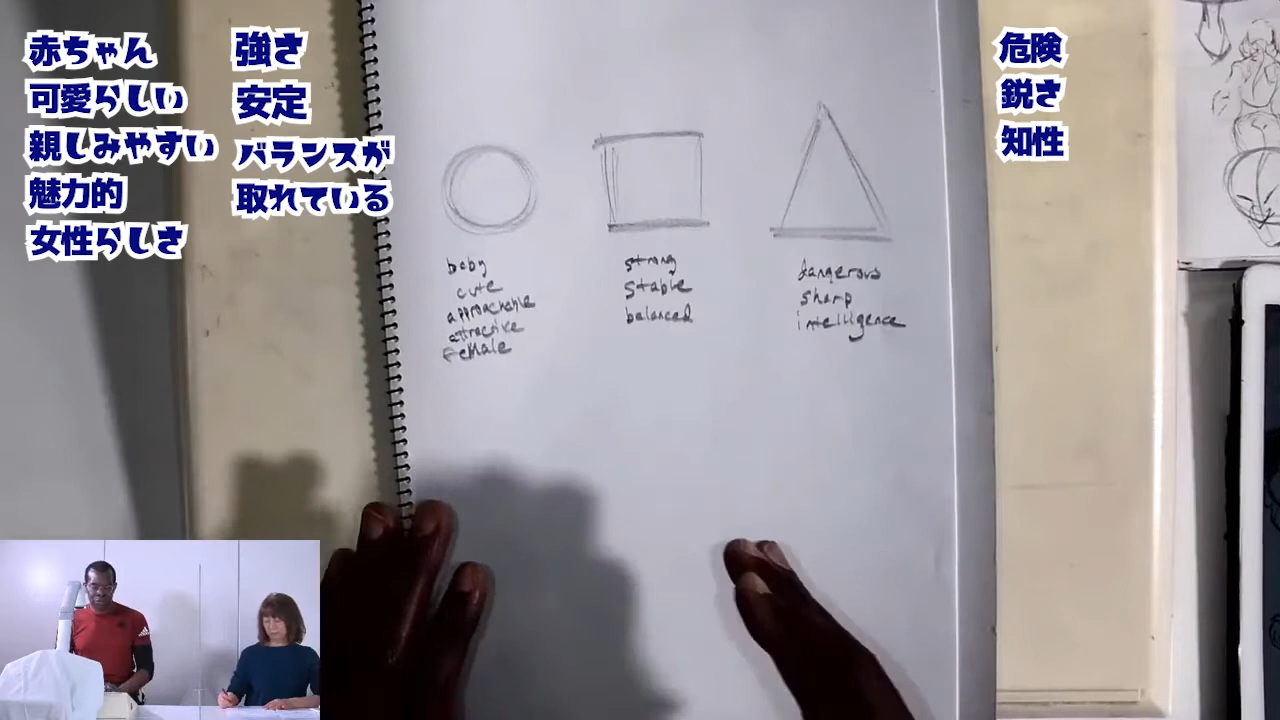 赤ちゃん
可愛らしい
親しみやすい
魅力的
女性らしさ
強さ
安定
バランスが
取れている
危険
鋭さ
知性
baby
cute
approachable
attractive
female
strong
stable
balanced
dangerous
sharp
intelligence